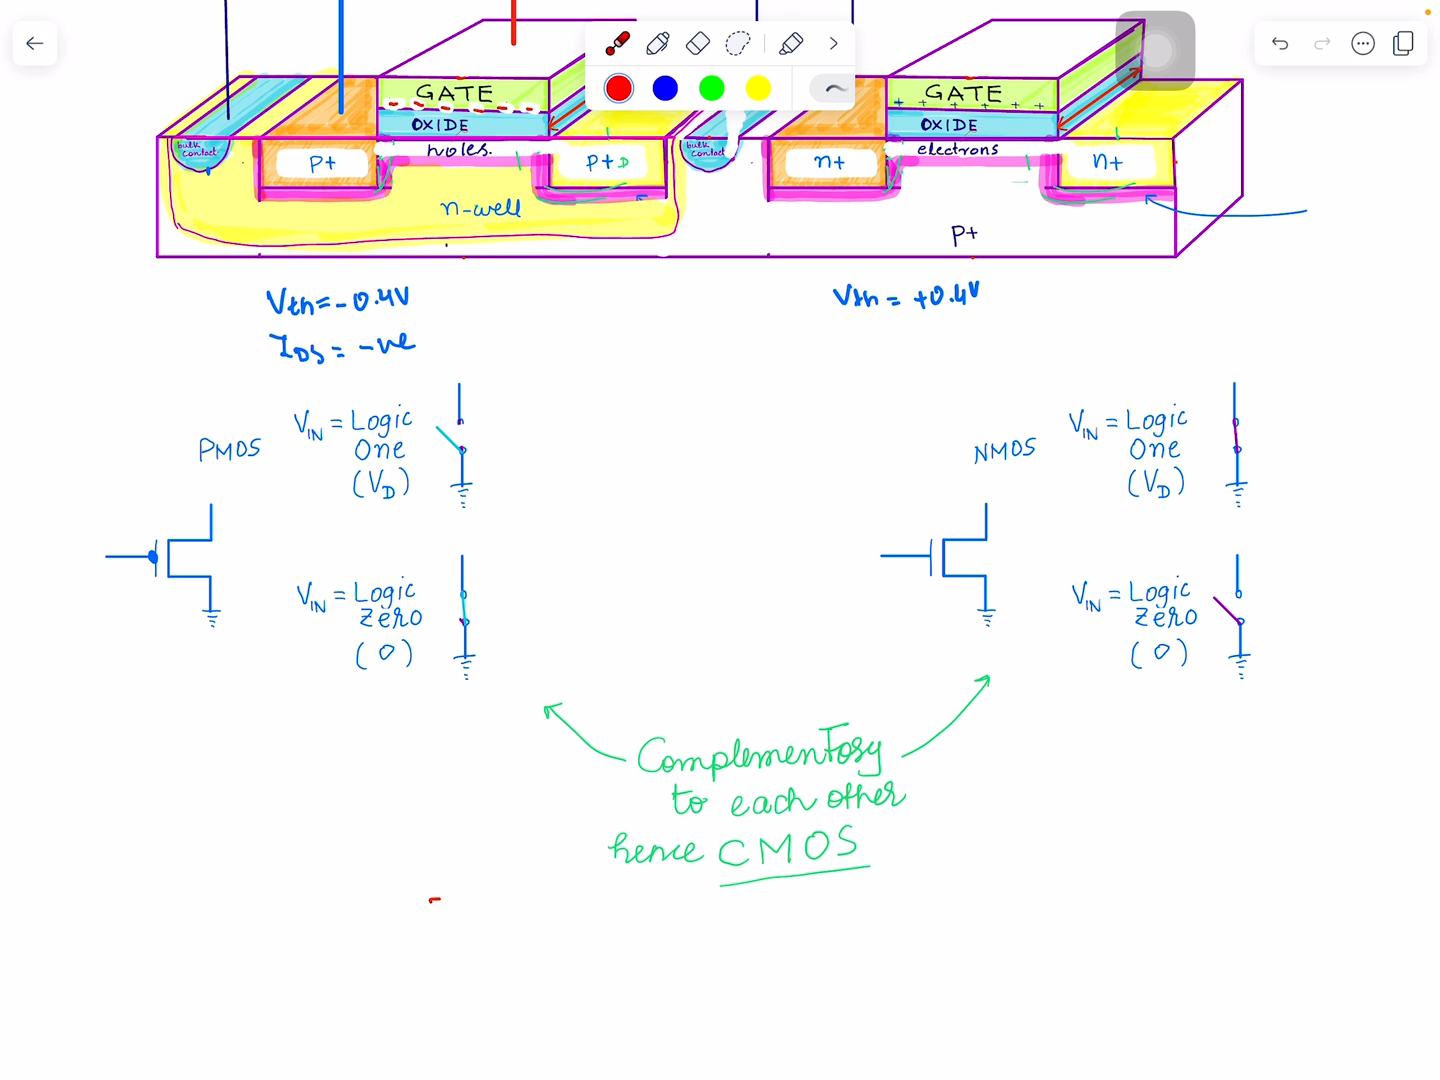 GATE
OXIDE
holes.
bulk contact
p+
p+ D
n-well
GATE
OXIDE
electrons
bulk contact
n+
n+
p+
Vth=-0.4V
IDS = -ve
Vth = +0.4V
PMOS
VIN = Logic
One
(VD)
VIN = Logic
Zero
(0)
NMOS
VIN = Logic
One
(VD)
VIN = Logic
Zero
(0)
Complementory
to each other
hence CMOS